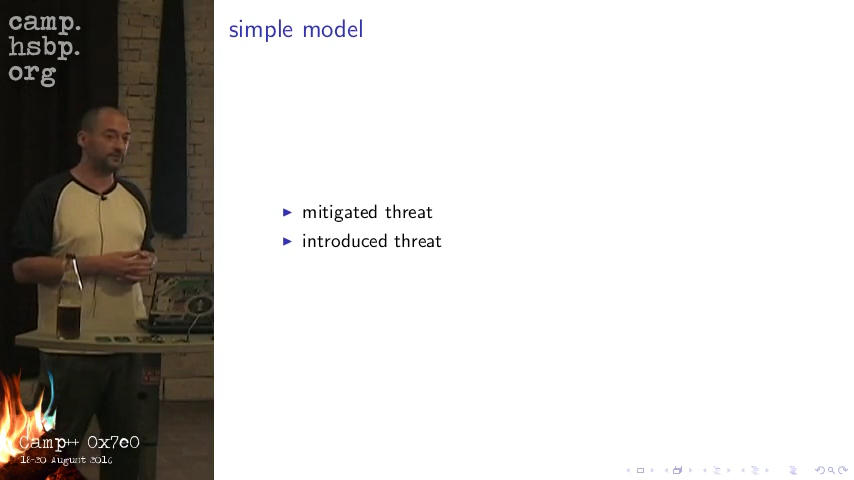 camp.
hsbp.
org
simple model
mitigated threat
introduced threat
Camp++ 0x7e0
18-20 August 2016